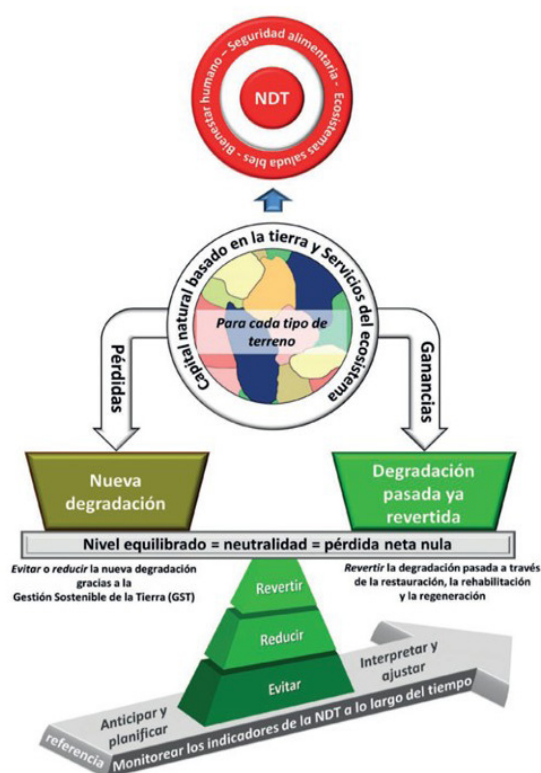 Bienestar humano – Seguridad alimentaria - Ecosistemas saluda bles -
NDT
Capital natural basado en la tierra y Servicios del ecosistema
Para cada tipo de
terreno
Pérdidas
Ganancias
Nueva
degradación
Degradación
pasada ya
revertida
Nivel equilibrado = neutralidad = pérdida neta nula
Evitar o reducir la nueva degradación
gracias a la
Gestión Sostenible de la Tierra (GST)
Revertir la degradación pasada a través
de la restauración, la rehabilitación
y la regeneración
Revertir
Reducir
Evitar
Anticipar y
planificar
Interpretar y
ajustar
referencia
Monitorear los indicadores de la NDT a lo largo del tiempo